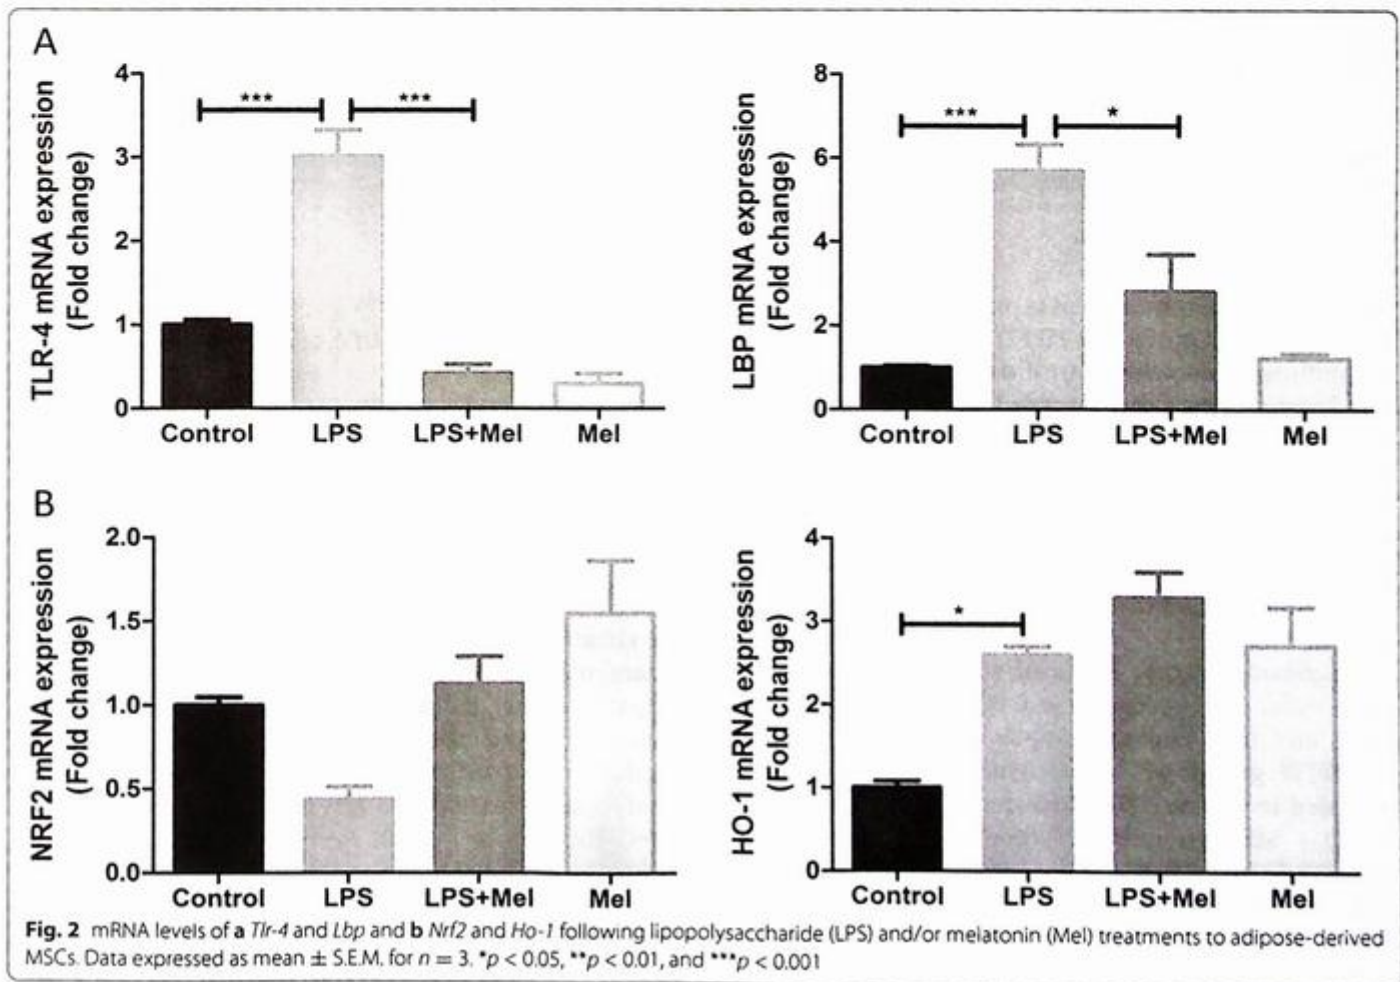 A
TLR-4 mRNA expression
(Fold change)
4
3
2
1
0
***
***
Control LPS LPS+Mel Mel
LBP mRNA expression
(Fold change)
8
6
4
2
0
***
*
Control LPS LPS+Mel Mel
B
NRF2 mRNA expression
(Fold change)
2.0
1.5
1.0
0.5
0.0
Control LPS LPS+Mel Mel
HO-1 mRNA expression
(Fold change)
4
3
2
1
0
*
Control LPS LPS+Mel Mel
Fig. 2 mRNA levels of a Tlr-4 and Lbp and b Nrf2 and Ho-1 following lipopolysaccharide (LPS) and/or melatonin (Mel) treatments to adipose-derived
MSCs. Data expressed as mean ± S.E.M. for n = 3. *p < 0.05, **p < 0.01, and ***p < 0.001